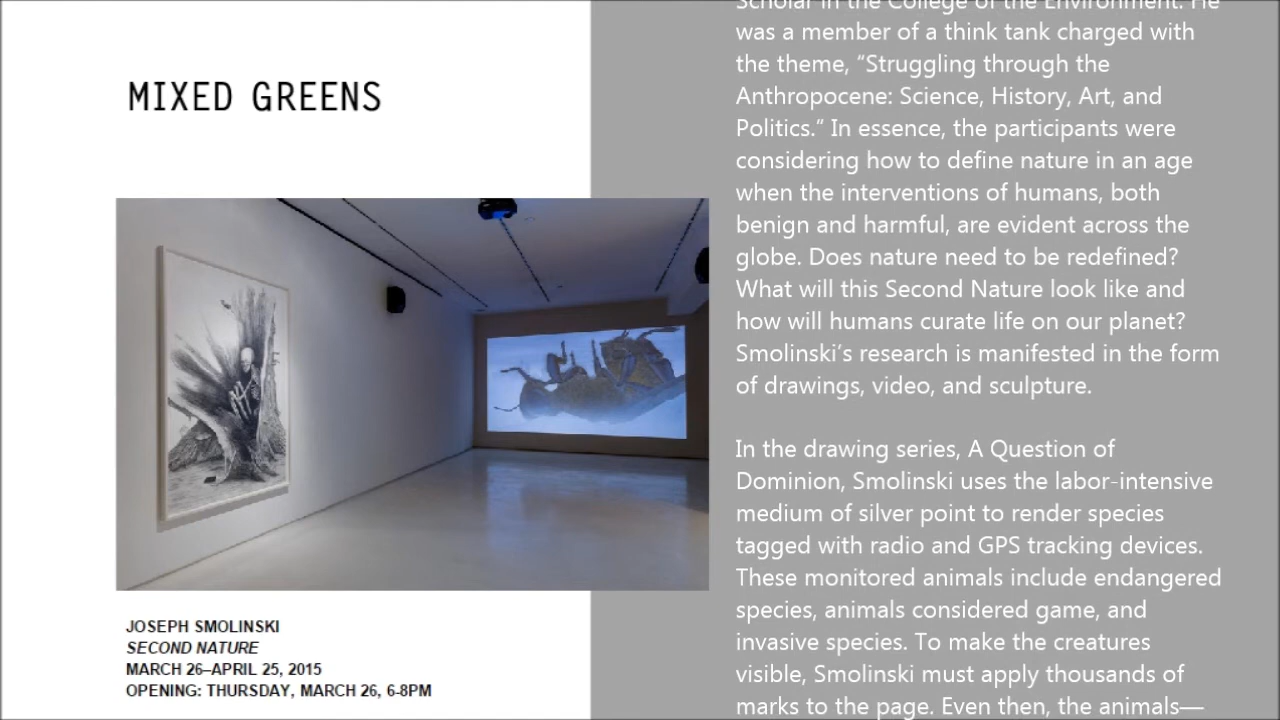 MIXED GREENS
JOSEPH SMOLINSKI
SECOND NATURE
MARCH 26–APRIL 25, 2015
OPENING: THURSDAY, MARCH 26, 6-8PM
Scholar in the College of the Environment. He
was a member of a think tank charged with
the theme, “Struggling through the
Anthropocene: Science, History, Art, and
Politics.“ In essence, the participants were
considering how to define nature in an age
when the interventions of humans, both
benign and harmful, are evident across the
globe. Does nature need to be redefined?
What will this Second Nature look like and
how will humans curate life on our planet?
Smolinski’s research is manifested in the form
of drawings, video, and sculpture.
In the drawing series, A Question of
Dominion, Smolinski uses the labor-intensive
medium of silver point to render species
tagged with radio and GPS tracking devices.
These monitored animals include endangered
species, animals considered game, and
invasive species. To make the creatures
visible, Smolinski must apply thousands of
marks to the page. Even then, the animals—